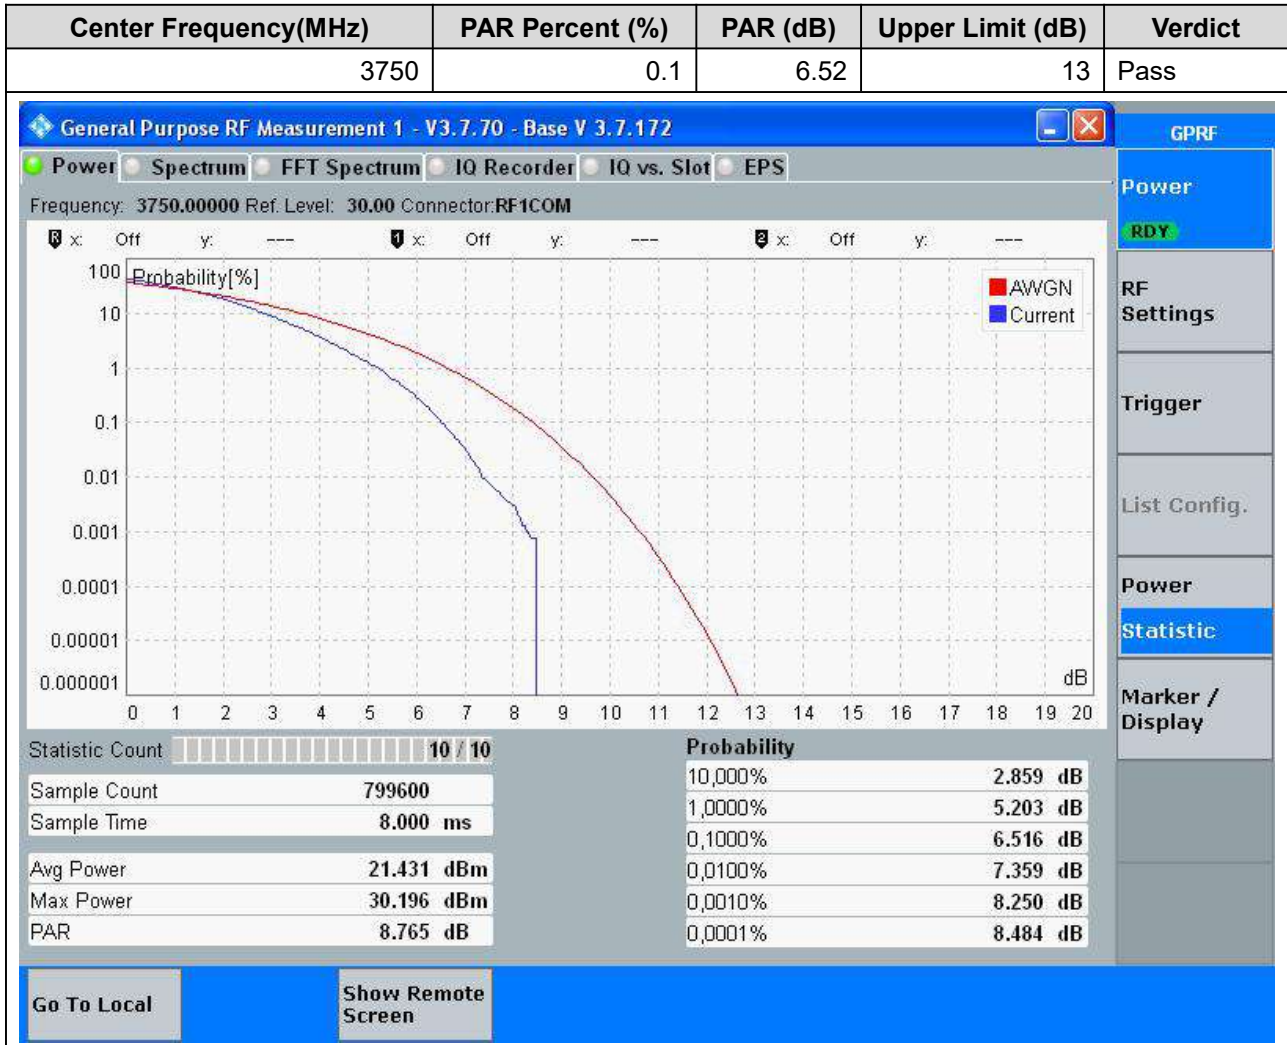 Center Frequency(MHz) PAR Percent (%) PAR (dB) Upper Limit (dB) Verdict
3750 0.1 6.52 13 Pass
General Purpose RF Measurement 1 - V3.7.70 - Base V 3.7.172
GPRF
Power Spectrum FFT Spectrum IQ Recorder IQ vs. Slot EPS
Frequency: 3750.00000 Ref. Level: 30.00 Connector:RF1COM
R x: Off y: --- 1 x: Off y: --- 2 x: Off y: ---
Probability[%]
AWGN
Current
100
10
1
0.1
0.01
0.001
0.0001
0.00001
0.000001
dB
0 1 2 3 4 5 6 7 8 9 10 11 12 13 14 15 16 17 18 19 20
Statistic Count 10 / 10
Sample Count 799600
Sample Time 8.000 ms
Avg Power 21.431 dBm
Max Power 30.196 dBm
PAR 8.765 dB
Probability
10,000% 2.859 dB
1,0000% 5.203 dB
0,1000% 6.516 dB
0,0100% 7.359 dB
0,0010% 8.250 dB
0,0001% 8.484 dB
Power
RDY
RF
Settings
Trigger
List Config.
Power
Statistic
Marker /
Display
Go To Local
Show Remote
Screen